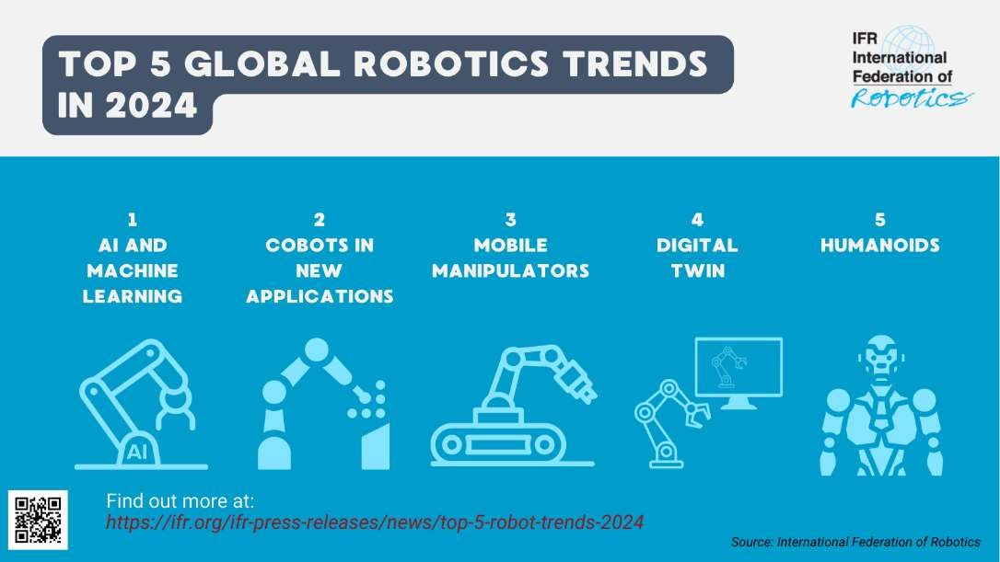 TOP 5 GLOBAL ROBOTICS TRENDS
IN 2024
IFR
International
Federation of
Robotics
1
AI AND
MACHINE
LEARNING
2
COBOTS IN
NEW
APPLICATIONS
3
MOBILE
MANIPULATORS
4
DIGITAL
TWIN
5
HUMANOIDS
AI
Find out more at:
https://ifr.org/ifr-press-releases/news/top-5-robot-trends-2024
Source: International Federation of Robotics